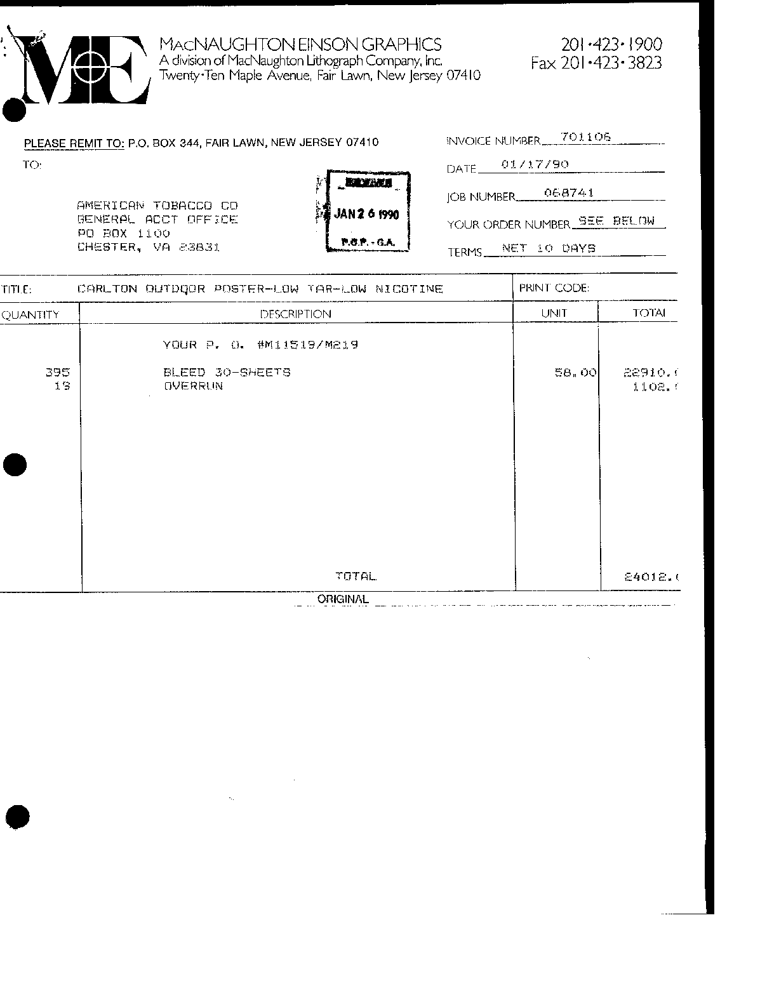 ME
MACNAUGHTON EINSON GRAPHICS
A division of MacNaughton Lithograph Company, Inc.
Twenty-Ten Maple Avenue, Fair Lawn, New Jersey 07410
201•423•1900
Fax 201•423•3823
PLEASE REMIT TO: P.O. BOX 344, FAIR LAWN, NEW JERSEY 07410
INVOICE NUMBER 701106
TO:
DATE 01/17/90
JOB NUMBER 068741
AMERICAN TOBACCO CO
GENERAL ACCT OFFICE
PO BOX 1100
CHESTER, VA 23831
JAN 26 1990
P.O.P. - G.A.
YOUR ORDER NUMBER SEE BELOW
TERMS NET 10 DAYS
TITLE: CARLTON OUTDOOR POSTER-LOW TAR-LOW NICOTINE PRINT CODE:
QUANTITY DESCRIPTION UNIT TOTAL
YOUR P. O. #M11519/M219
395 BLEED 30-SHEETS 58.00 22910.
19 OVERRUN 1102.
TOTAL 24012.
ORIGINAL